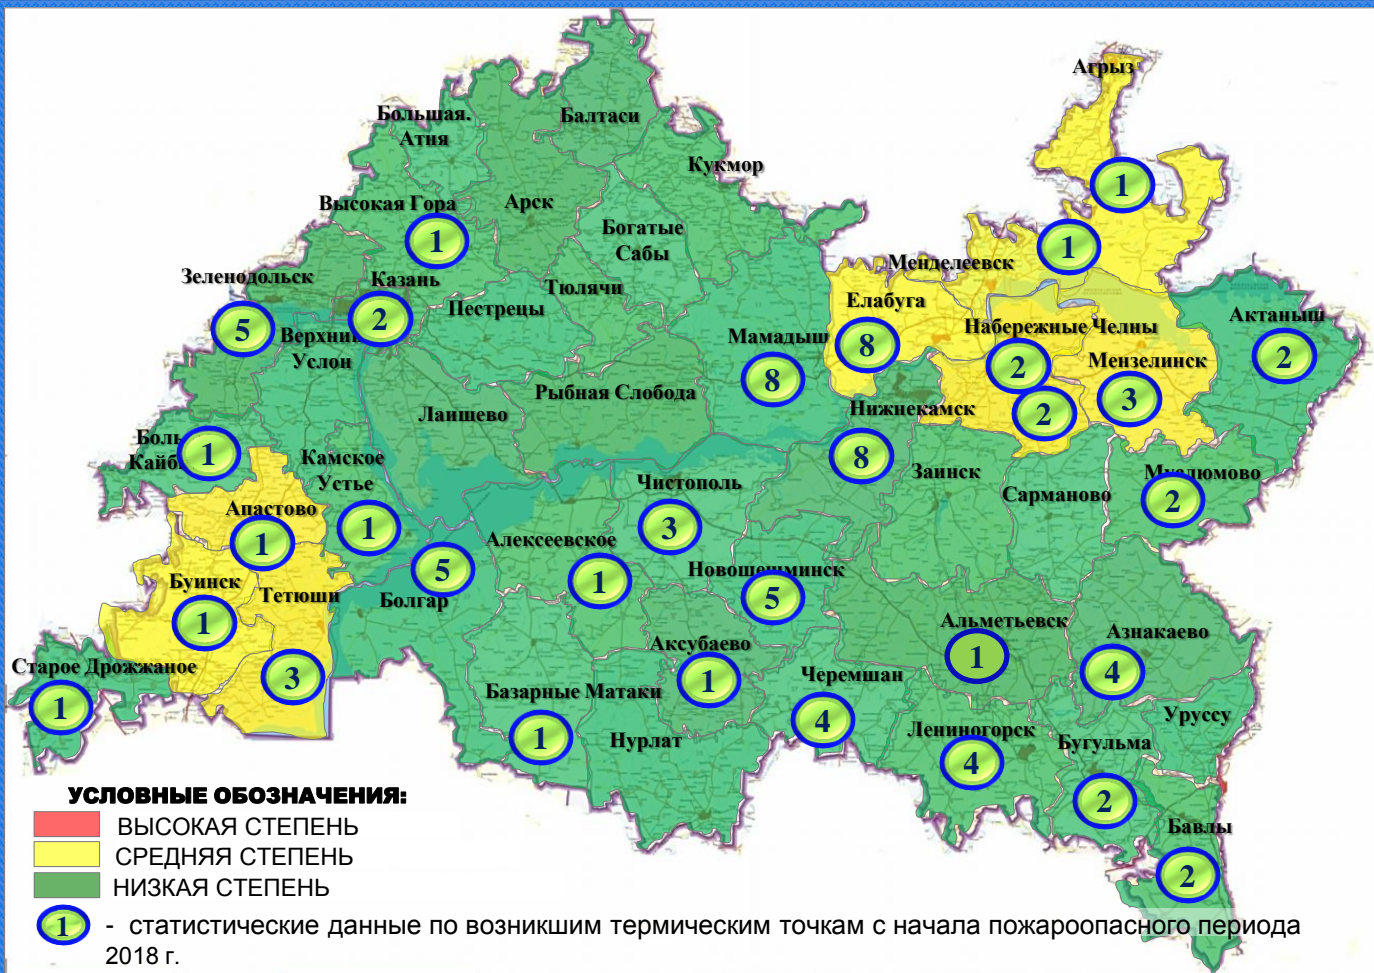 Агрыз
1
Большая.
Атня
Балтаси
Кукмор
Высокая Гора
1
Арск
Богатые
Сабы
1
Менделеевск
Зеленодольск
5
Казань
2
Тюлячи
Пестрецы
Елабуга
8
Набережные Челны
2
2
Актаныш
2
Верхний
Услон
Мамадыш
8
Мензелинск
3
Рыбная Слобода
Лаишево
Нижнекамск
8
1
Камское
Устье
1
Заинск
Сарманово
2
Чистополь
3
Апастово
1
Алексеевское
1
5
Болгар
Новошешминск
5
Буинск
1
Тетюши
3
Альметьевск
1
Азнакаево
4
Аксубаево
1
Старое Дрожжаное
1
Базарные Матаки
1
Черемшан
4
Нурлат
Лениногорск
4
Уруссу
Бугульма
2
Бавлы
2
УСЛОВНЫЕ ОБОЗНАЧЕНИЯ:
ВЫСОКАЯ СТЕПЕНЬ
СРЕДНЯЯ СТЕПЕНЬ
НИЗКАЯ СТЕПЕНЬ
1 - статистические данные по возникшим термическим точкам с начала пожароопасного периода
2018 г.